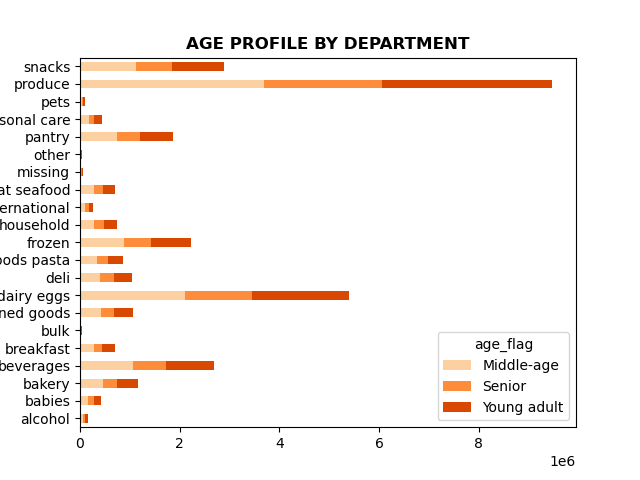 AGE PROFILE BY DEPARTMENT
snacks
produce
pets
sonal care
pantry
other
missing
at seafood
ernational
household
frozen
oods pasta
deli
dairy eggs
ned goods
bulk
breakfast
beverages
bakery
babies
alcohol
age_flag
Middle-age
Senior
Young adult
0 2 4 6 8
1e6